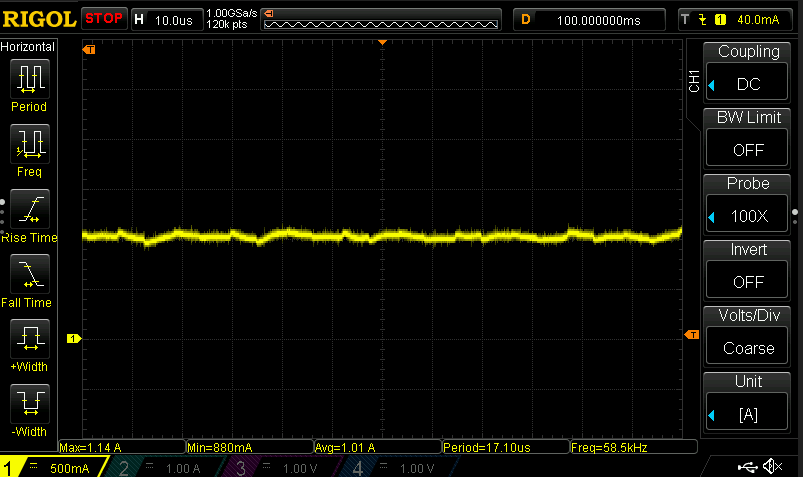 RIGOL STOP H 10.0us 1.00GSa/s 120k pts D 100.000000ms T 1 40.0mA
Horizontal
Period
Freq
Rise Time
Fall Time
+Width
-Width
T
1
T
CH1
Coupling
DC
BW Limit
OFF
Probe
100X
Invert
OFF
Volts/Div
Coarse
Unit
[A]
Max=1.14 A Min=880mA Avg=1.01 A Period=17.10us Freq=58.5kHz
1 500mA 2 1.00 A 3 1.00 V 4 1.00 V